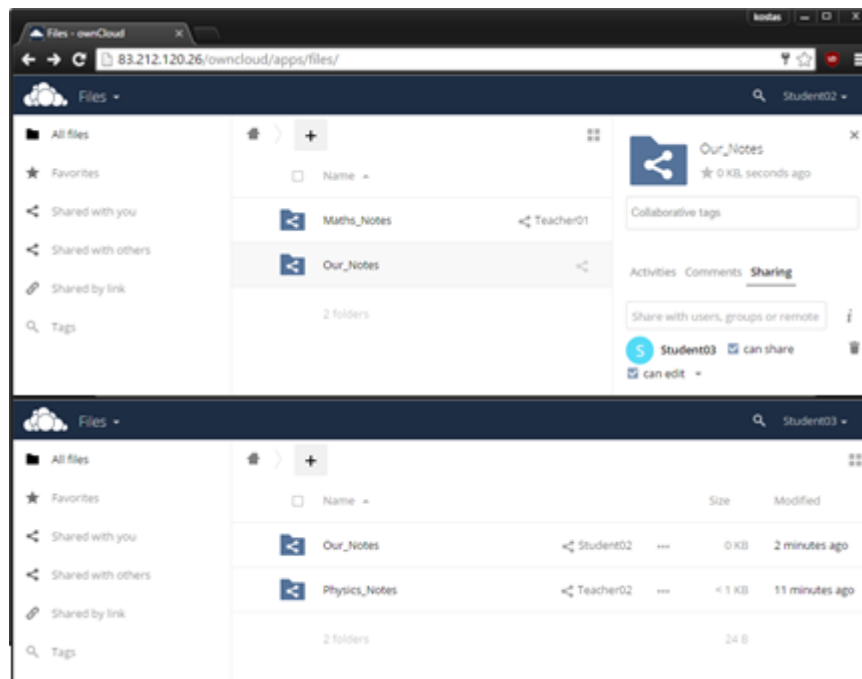 kostas
Files - ownCloud
83.212.120.26/owncloud/apps/files/
Files
Student02
All files
Favorites
Shared with you
Shared with others
Shared by link
Tags
Name
Maths_Notes Teacher01
Our_Notes
2 folders
Our_Notes
0 KB, seconds ago
Collaborative tags
Activities Comments Sharing
Share with users, groups or remote
S Student03 can share
can edit
Files
Student03
All files
Favorites
Shared with you
Shared with others
Shared by link
Tags
Name Size Modified
Our_Notes Student02 ... 0 KB 2 minutes ago
Physics_Notes Teacher02 ... < 1 KB 11 minutes ago
2 folders 24 B